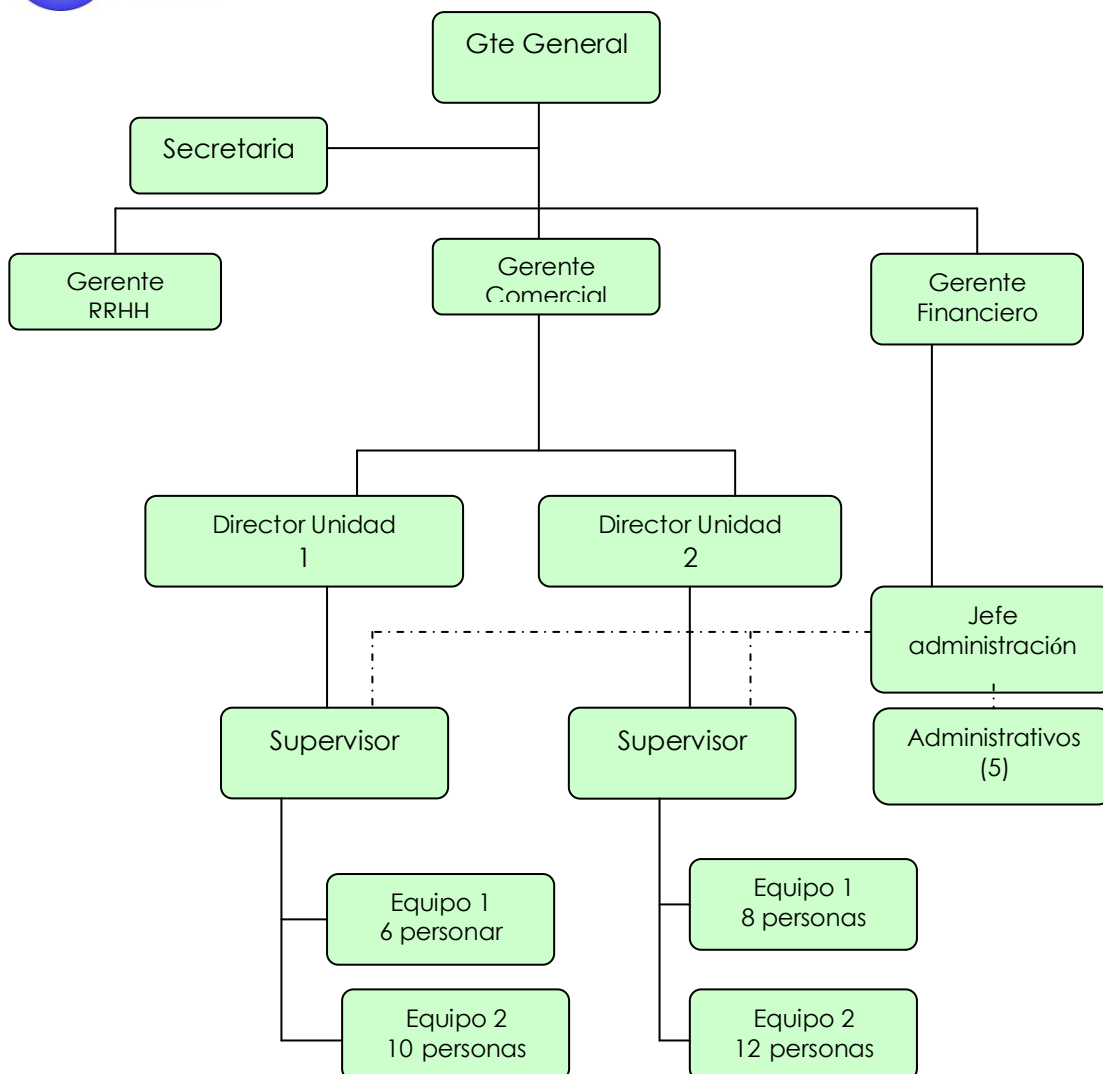 Gte General
Secretaria
Gerente
RRHH
Gerente
Comercial
Gerente
Financiero
Director Unidad
1
Director Unidad
2
Jefe
administración
Supervisor
Supervisor
Administrativos
(5)
Equipo 1
6 personar
Equipo 1
8 personas
Equipo 2
10 personas
Equipo 2
12 personas